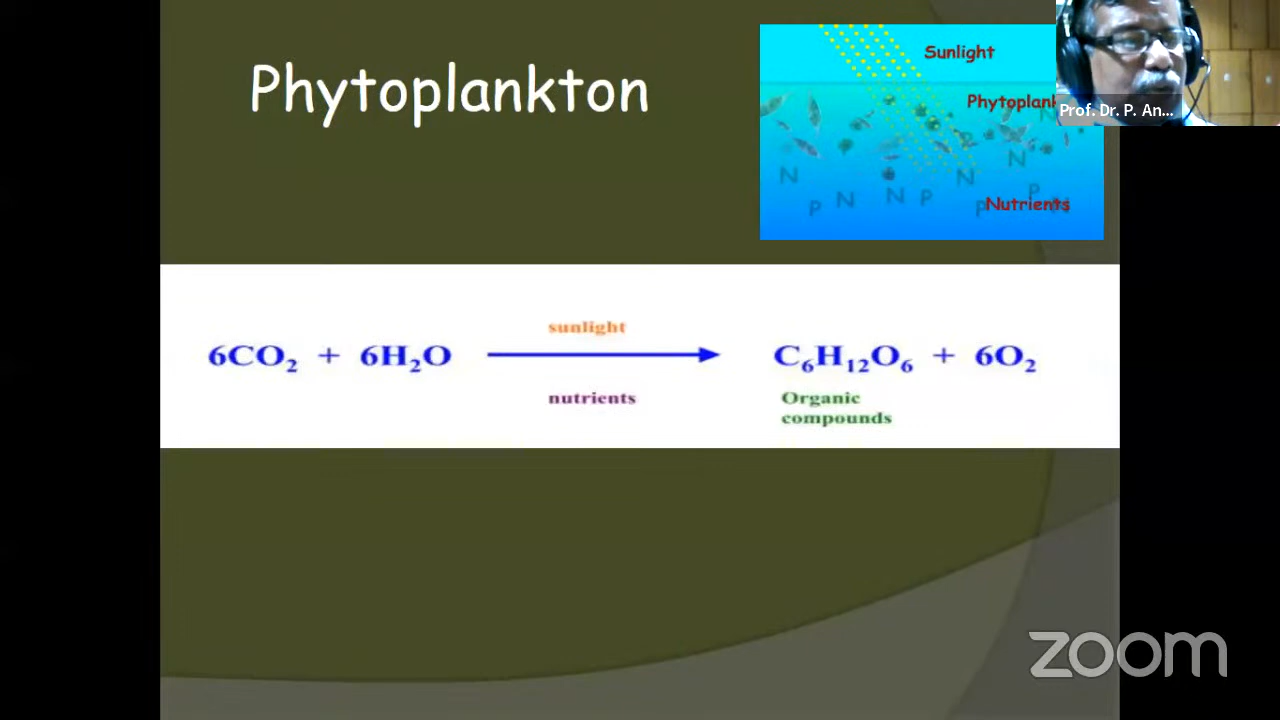 Phytoplankton
Sunlight
Phytoplank
Prof. Dr. P. An...
N
N
N
N
N
P
P
P
P
Nutrients
sunlight
6CO₂ + 6H₂O
C₆H₁₂O₆ + 6O₂
nutrients
Organic
compounds
zoom